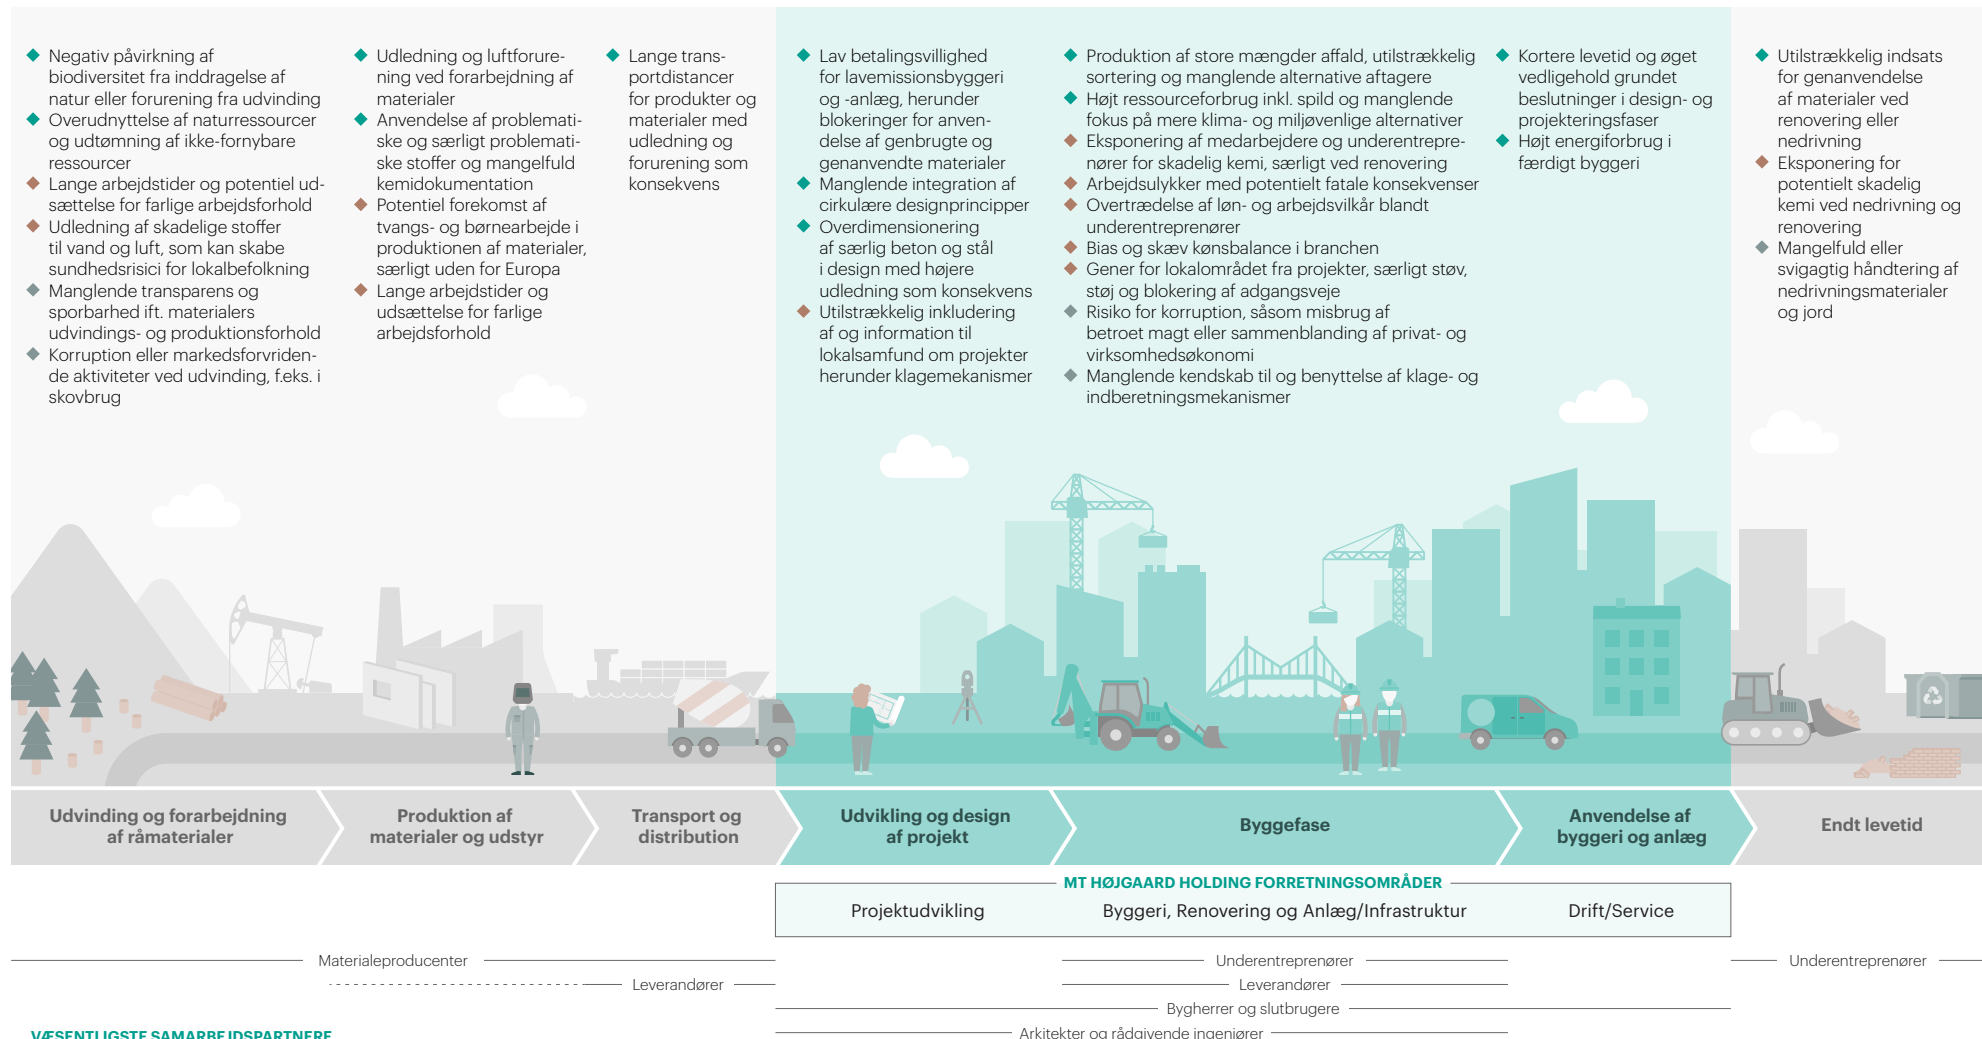 Negativ påvirkning af
biodiversitet fra inddragelse af
natur eller forurening fra udvinding
Overudnyttelse af naturressourcer
og udtømning af ikke-fornybare
ressourcer
Lange arbejdstider og potentiel ud-
sættelse for farlige arbejdsforhold
Udledning af skadelige stoffer
til vand og luft, som kan skabe
sundhedsrisici for lokalbefolkning
Manglende transparens og
sporbarhed ift. materialers
udvindings- og produktionsforhold
Korruption eller markedsforvriden-
de aktiviteter ved udvinding, f.eks. i
skovbrug
Udledning og luftforure-
ning ved forarbejdning af
materialer
Anvendelse af problemati-
ske og særligt problemati-
ske stoffer og mangelfuld
kemidokumentation
Potentiel forekomst af
tvangs- og børnearbejde i
produktionen af materialer,
særligt uden for Europa
Lange arbejdstider og
udsættelse for farlige
arbejdsforhold
Lange trans-
portdistancer
for produkter og
materialer med
udledning og
forurening som
konsekvens
Lav betalingsvillighed
for lavemissionsbyggeri
og -anlæg, herunder
blokeringer for anven-
delse af genbrugte og
genanvendte materialer
Manglende integration af
cirkulære designprincipper
Overdimensionering
af særlig beton og stål
i design med højere
udledning som konsekvens
Utilstrækkelig inkludering
af og information til
lokalsamfund om projekter
herunder klagemekanismer
Produktion af store mængder affald, utilstrækkelig
sortering og manglende alternative aftagere
Højt ressourceforbrug inkl. spild og manglende
fokus på mere klima- og miljøvenlige alternativer
Eksponering af medarbejdere og underentrepre-
nører for skadelig kemi, særligt ved renovering
Arbejdsulykker med potentielt fatale konsekvenser
Overtrædelse af løn- og arbejdsvilkår blandt
underentreprenører
Bias og skæv kønsbalance i branchen
Gener for lokalområdet fra projekter, særligt støv,
støj og blokering af adgangsveje
Risiko for korruption, såsom misbrug af
betroet magt eller sammenblanding af privat- og
virksomhedsøkonomi
Manglende kendskab til og benyttelse af klage- og
indberetningsmekanismer
Kortere levetid og øget
vedligehold grundet
beslutninger i design- og
projekteringsfaser
Højt energiforbrug i
færdigt byggeri
Utilstrækkelig indsats
for genanvendelse
af materialer ved
renovering eller
nedrivning
Eksponering for
potentielt skadelig
kemi ved nedrivning og
renovering
Mangelfuld eller
svigagtig håndtering af
nedrivningsmaterialer
og jord
Udvinding og forarbejdning
af råmaterialer
Produktion af
materialer og udstyr
Transport og
distribution
Udvikling og design
af projekt
Byggefase
Anvendelse af
byggeri og anlæg
Endt levetid
MT HØJGAARD HOLDING FORRETNINGSOMRÅDER
Projektudvikling
Byggeri, Renovering og Anlæg/Infrastruktur
Drift/Service
Materialeproducenter
Underentreprenører
Underentreprenører
Leverandører
Leverandører
Bygherrer og slutbrugere
Arkitekter og rådgivende ingeniører
VÆSENTLIGSTE SAMARBEJDSPARTNERE